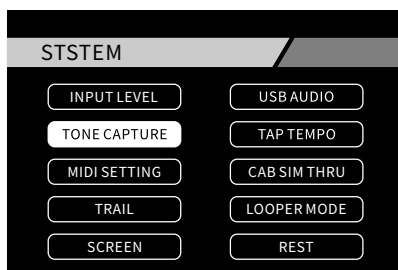 STSTEM
INPUT LEVEL
USB AUDIO
TONE CAPTURE
TAP TEMPO
MIDI SETTING
CAB SIM THRU
TRAIL
LOOPER MODE
SCREEN
REST